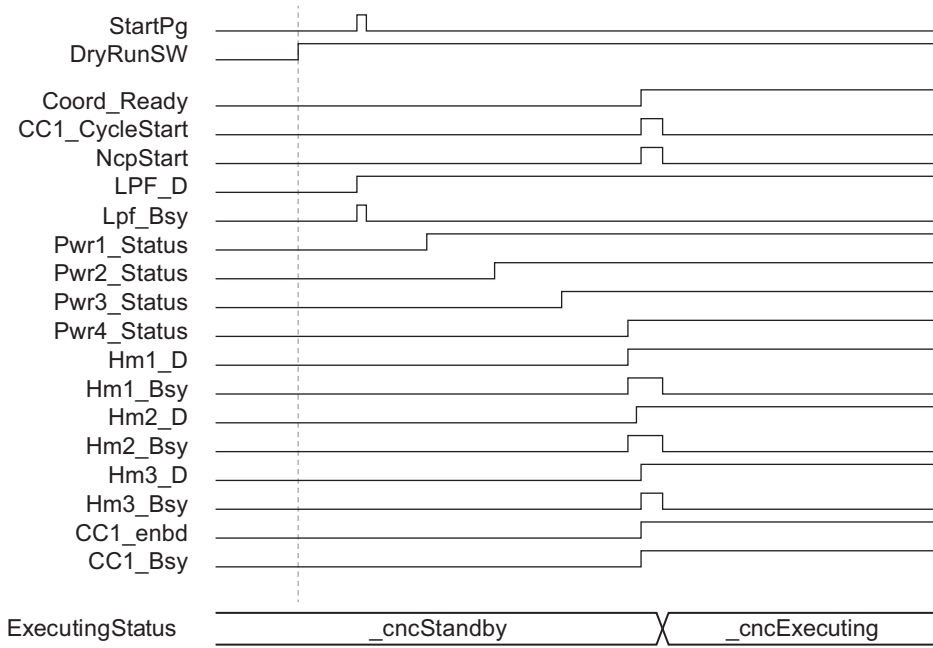 StartPg
DryRunSW
Coord_Ready
CC1_CycleStart
NcpStart
LPF_D
Lpf_Bsy
Pwr1_Status
Pwr2_Status
Pwr3_Status
Pwr4_Status
Hm1_D
Hm1_Bsy
Hm2_D
Hm2_Bsy
Hm3_D
Hm3_Bsy
CC1_enbd
CC1_Bsy
ExecutingStatus _cncStandby _cncExecuting